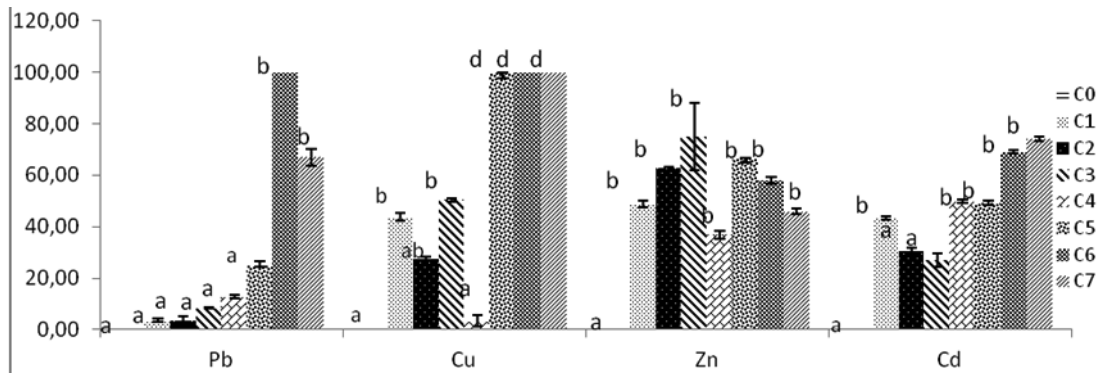 120,00
100,00
80,00
60,00
40,00
20,00
0,00
a a a a a a b b
a b ab b a d d d
a b b b b b b b
a b a a b b b b
Pb Cu Zn Cd
C0
C1
C2
C3
C4
C5
C6
C7